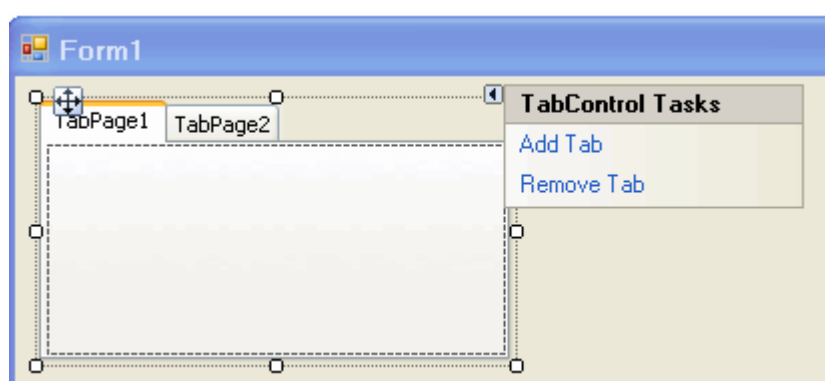 Form1
TabPage1 TabPage2
TabControl Tasks
Add Tab
Remove Tab